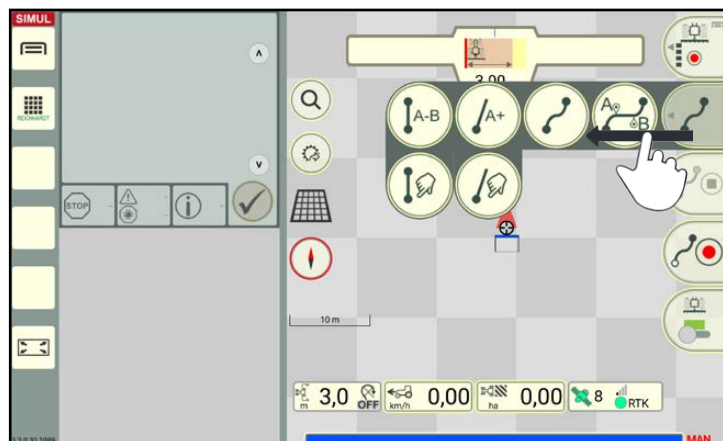 SIMUL
REICHHARDT
STOP
3.00
A-B
A+
A
B
10 m
m
3,0
OFF
km/h
0,00
ha
0,00
8
RTK
MAN